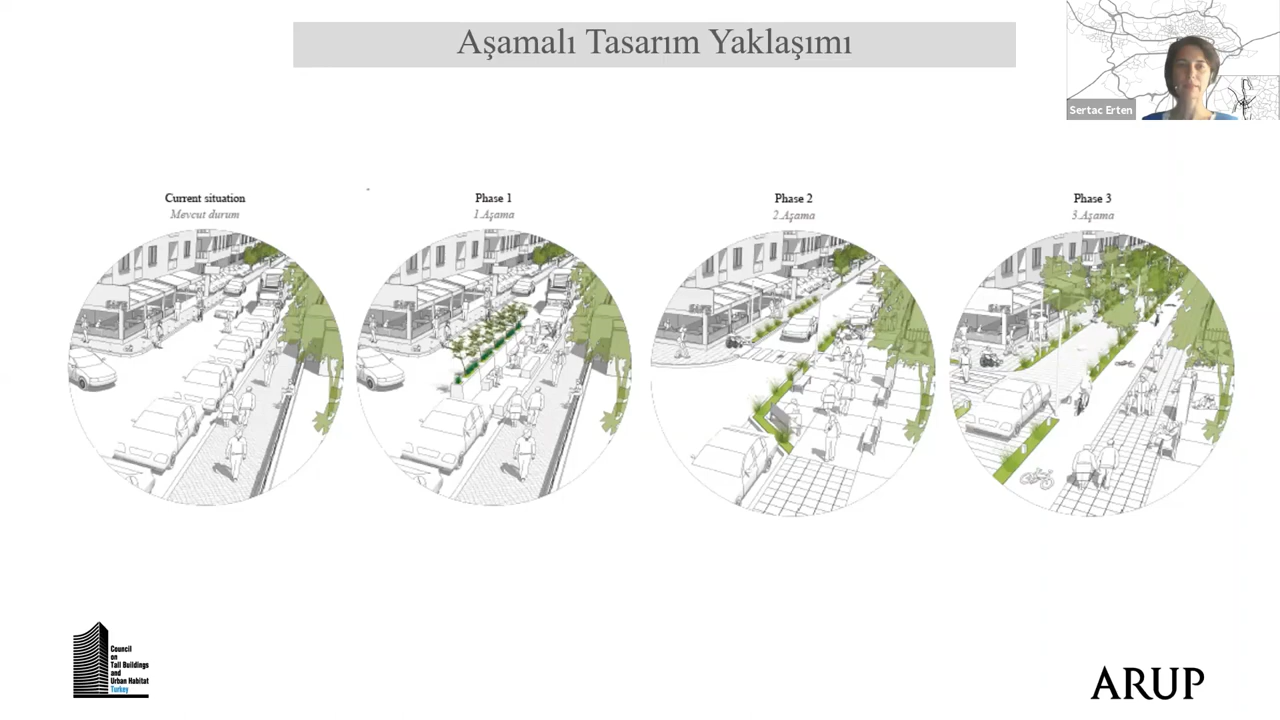 Aşamalı Tasarım Yaklaşımı
Sertac Erten
Current situation
Mevcut durum
Phase 1
1.Aşama
Phase 2
2.Aşama
Phase 3
3.Aşama
Council
on
Tall Buildings
and
Urban Habitat
Turkey
ARUP